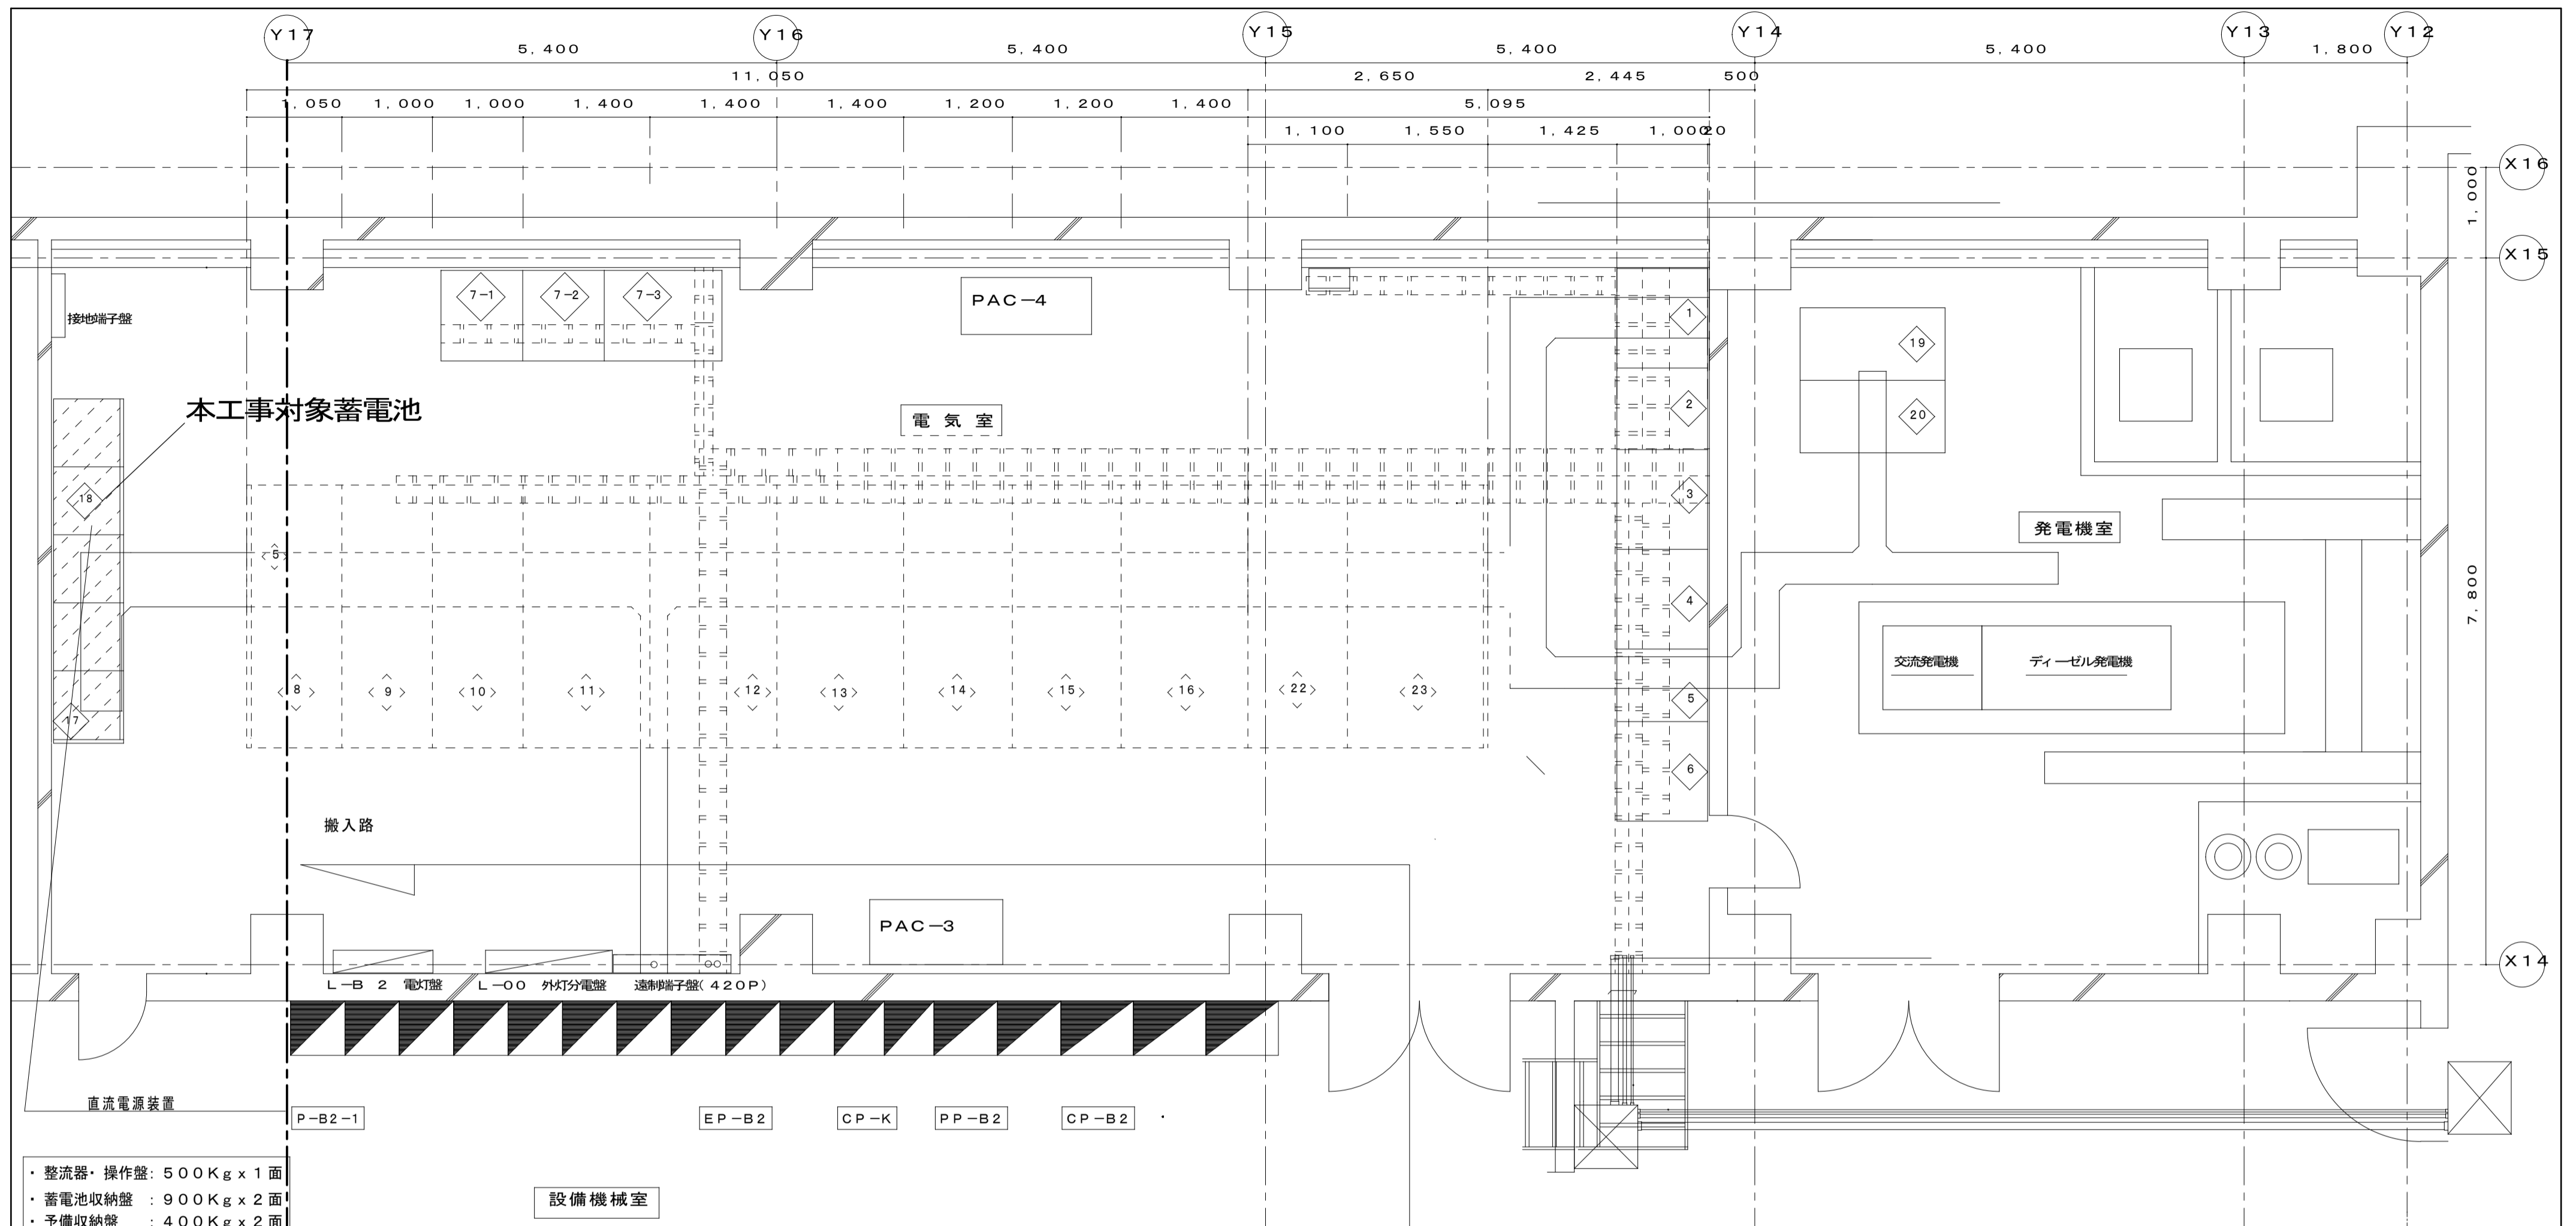 Y17 Y16 Y15 Y14 Y13 Y12
5,400 5,400 5,400 5,400 1,800
11,050 2,650 2,445 500
1,050 1,000 1,000 1,400 1,400 1,400 1,200 1,200 1,400 5,095
1,100 1,550 1,425 1,000 20
X16
1,000
X15
7-1 7-2 7-3
PAC-4
接地端子盤
1
19
本工事対象蓄電池
電気室
2
20
18
3
発電機室
5
7,800
4
交流発電機 ディーゼル発電機
8 9 10 11 12 13 14 15 16 22 23
5
17
6
搬入路
PAC-3
X14
L-B 2 電灯盤 L-00 外灯分電盤 遠制端子盤(420P)
直流電源装置
P-B2-1 EP-B2 CP-K PP-B2 CP-B2
・整流器・操作盤:500Kgx1面
・蓄電池収納盤 :900Kgx2面
設備機械室
・予備収納盤 :400Kgx2面